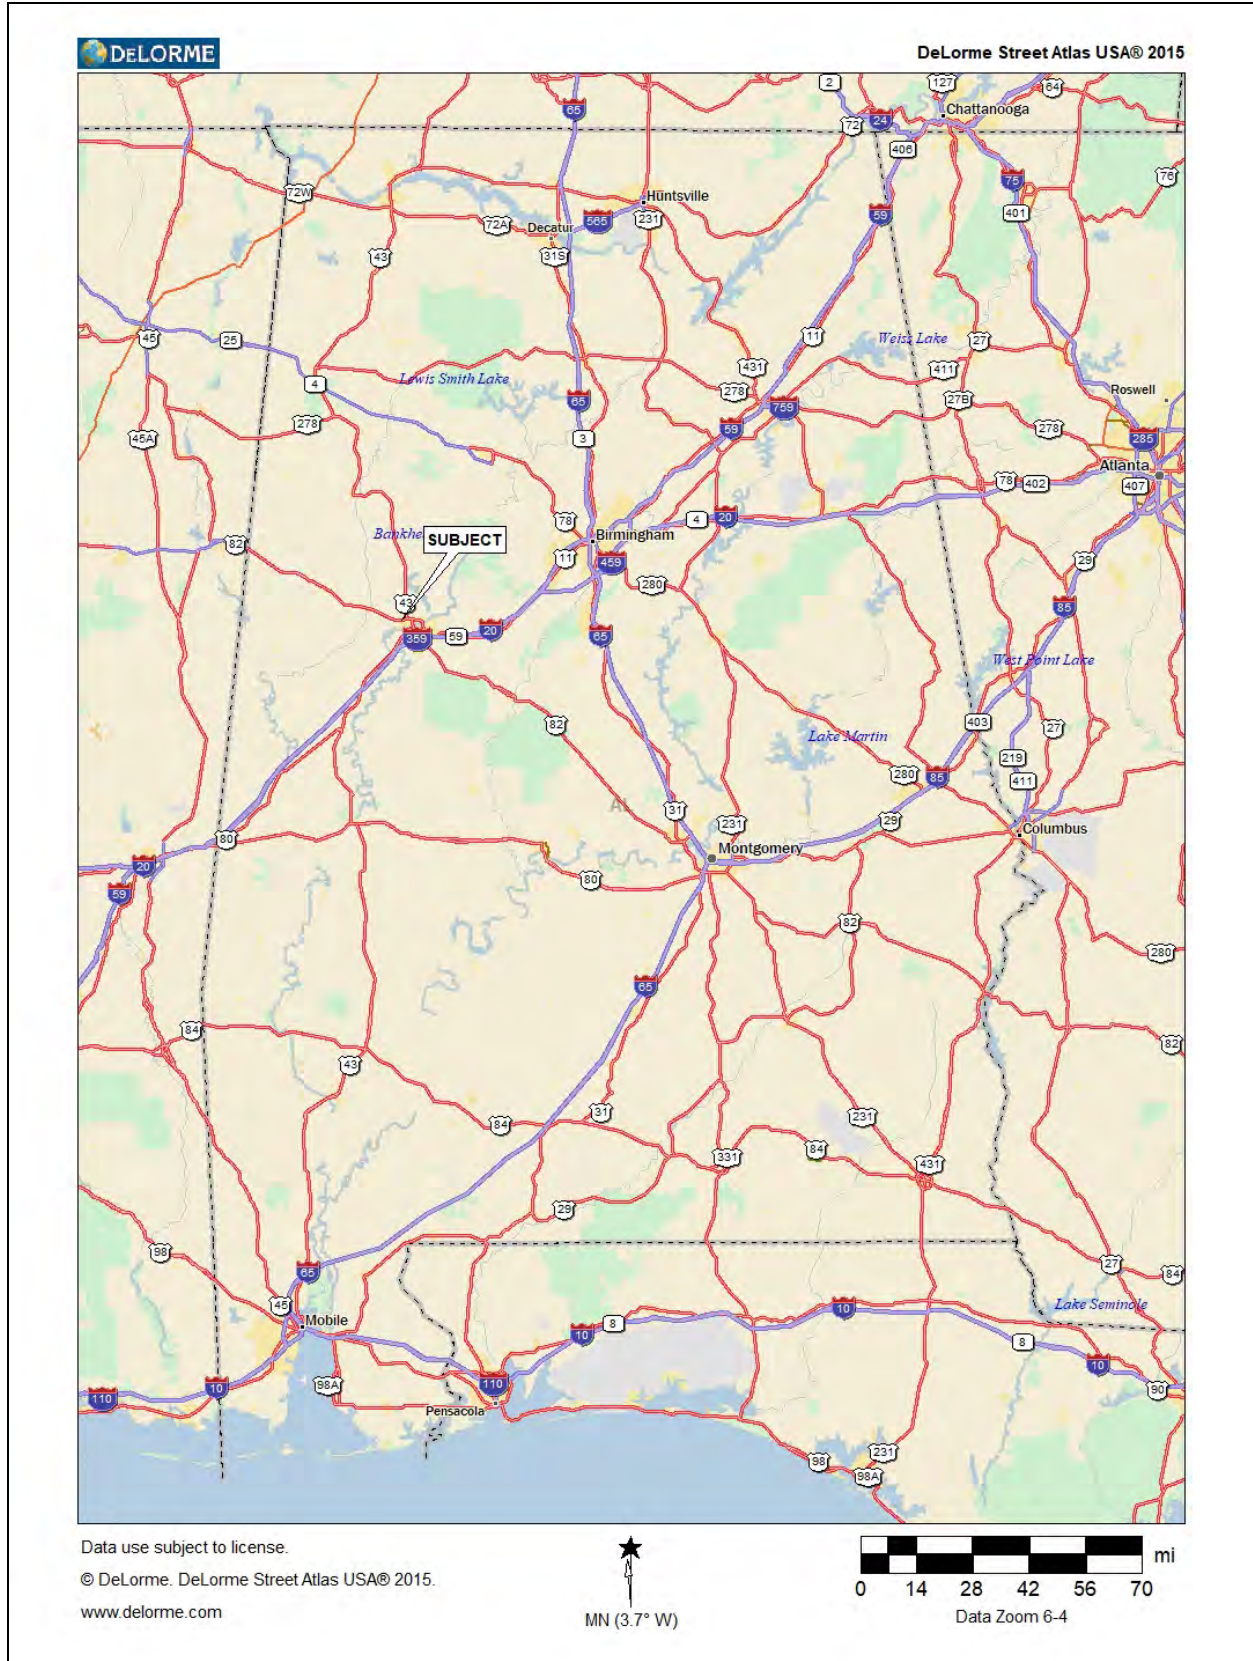 DELORME
DeLorme Street Atlas USA® 2015
2
127
64
65
Chattanooga
24
72
406
76
75
72W
Huntsville
401
59
565
231
72A
Decatur
31S
43
45
25
11
Weiss Lake
27
431
411
4
Lewis Smith Lake
278
Roswell
65
27B
759
278
59
278
45A
3
285
Atlanta
78
402
407
78
4
20
Bankhe
SUBJECT
Birmingham
82
11
459
29
280
43
85
359
59
20
65
West Point Lake
403
27
82
Lake Martin
219
280
85
411
AL
31
231
29
Columbus
80
Montgomery
20
80
59
82
280
65
84
82
43
31
231
84
84
331
431
29
98
27
65
84
45
10
Lake Seminole
Mobile
8
10
8
10
110
10
98A
110
90
Pensacola
231
98
98A
Data use subject to license.
© DeLorme. DeLorme Street Atlas USA® 2015.
www.delorme.com
MN (3.7° W)
mi
0 14 28 42 56 70
Data Zoom 6-4